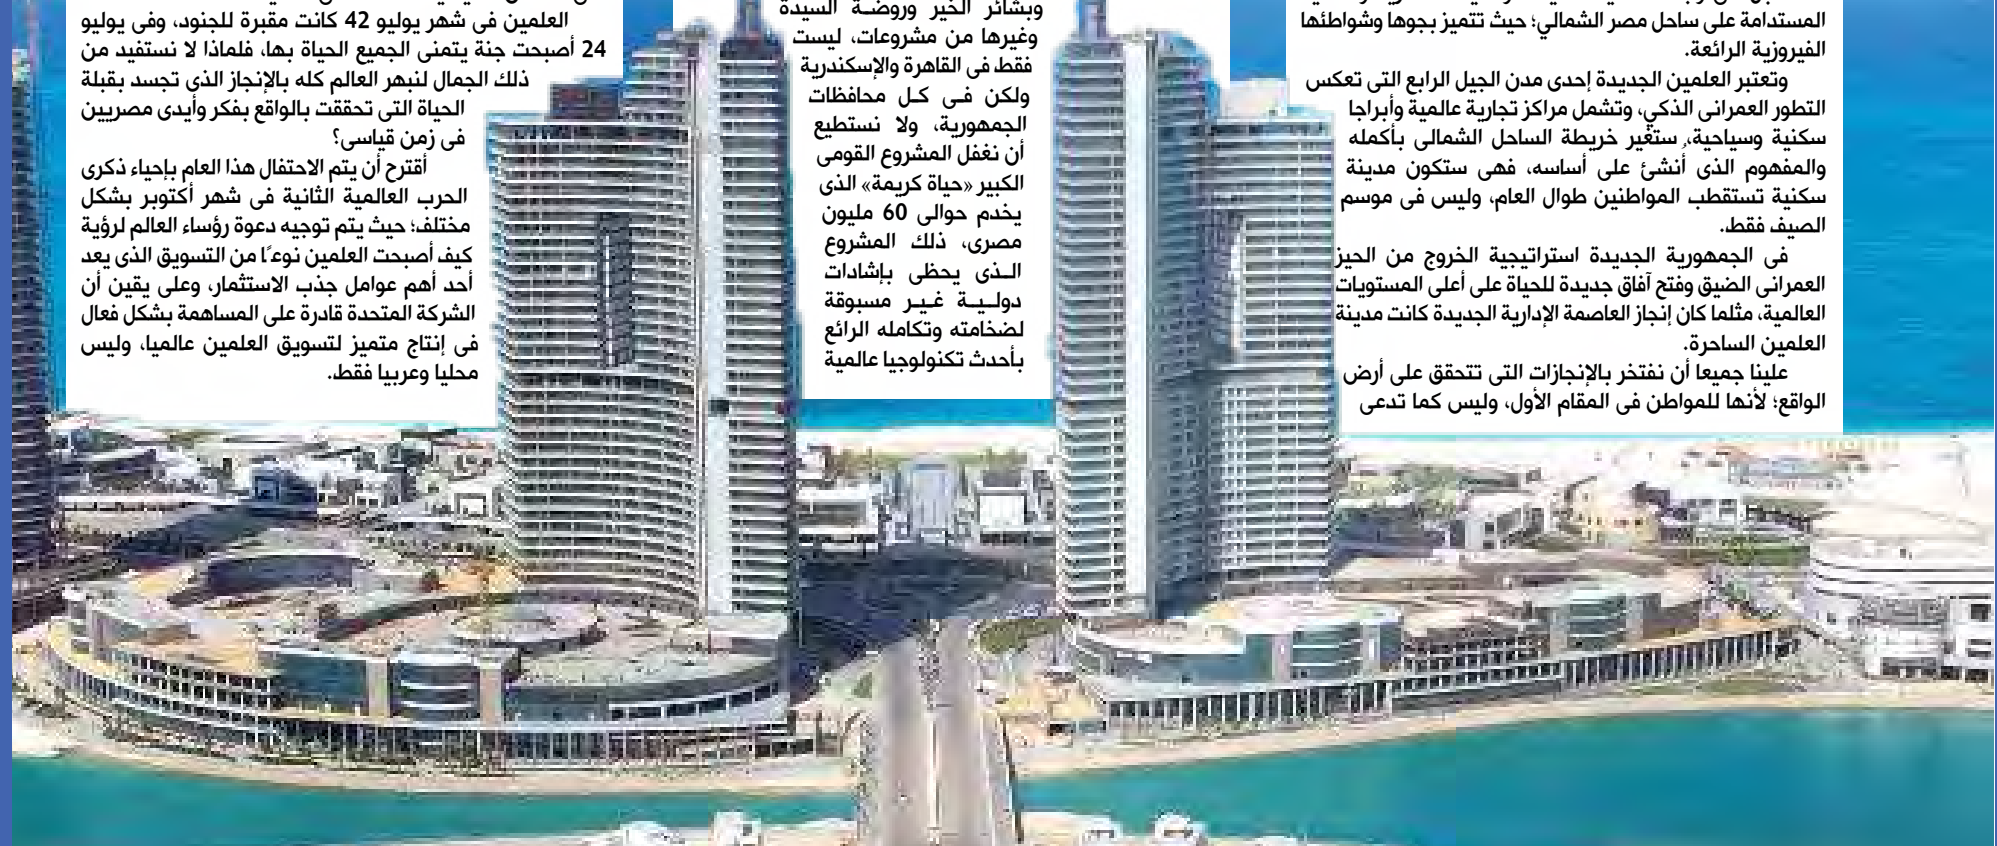 المستدامة على ساحل مصر الشمالي؛ حيث تتميز بجوها وشواطئها
الفيروزية الرائعة.
وتعتبر العلمين الجديدة إحدى مدن الجيل الرابع التى تعكس
التطور العمرانى الذكي، وتشمل مراكز تجارية عالمية وأبراجا
سكنية وسياحية، ستُغير خريطة الساحل الشمالى بأكمله
والمفهوم الذى أنشئ على أساسه، فهى ستكون مدينة
سكنية تستقطب المواطنين طوال العام، وليس فى موسم
الصيف فقط.
فى الجمهورية الجديدة استراتيجية الخروج من الحيز
العمرانى الضيق وفتح آفاق جديدة للحياة على أعلى المستويات
العالمية، مثلما كان إنجاز العاصمة الإدارية الجديدة كانت مدينة
العلمين الساحرة.
علينا جميعا أن نفتخر بالإنجازات التى تتحقق على أرض
الواقع؛ لأنها للمواطن فى المقام الأول، وليس كما تدعى
وبشائر الخير وروضة السيدة
وغيرها من مشروعات، ليست
فقط فى القاهرة والإسكندرية
ولكن فى كل محافظات
الجمهورية، ولا نستطيع
أن نغفل المشروع القومى
الكبير «حياة كريمة» الذى
يخدم حوالى 60 مليون
مصرى، ذلك المشروع
الـذى يحظى بإشادات
دولـيـة غـيـر مسبوقة
لضخامته وتكامله الرائع
بأحدث تكنولوجيا عالمية
العلمين فى شهر يوليو 42 كانت مقبرة للجنود، وفى يوليو
24 أصبحت جنة يتمنى الجميع الحياة بها، فلماذا لا نستفيد من
ذلك الجمال لنبهر العالم كله بالإنجاز الذى تجسد بقبلة
الحياة التى تحققت بالواقع بفكر وأيدى مصريين
فى زمن قياسى؟
أقترح أن يتم الاحتفال هذا العام بإحياء ذكرى
الحرب العالمية الثانية فى شهر أكتوبر بشكل
مختلف؛ حيث يتم توجيه دعوة رؤساء العالم لرؤية
كيف أصبحت العلمين نوعًا من التسويق الذى يعد
أحد أهم عوامل جذب الاستثمار، وعلى يقين أن
الشركة المتحدة قادرة على المساهمة بشكل فعال
فى إنتاج متميز لتسويق العلمين عالميا، وليس
محليا وعربيا فقط.